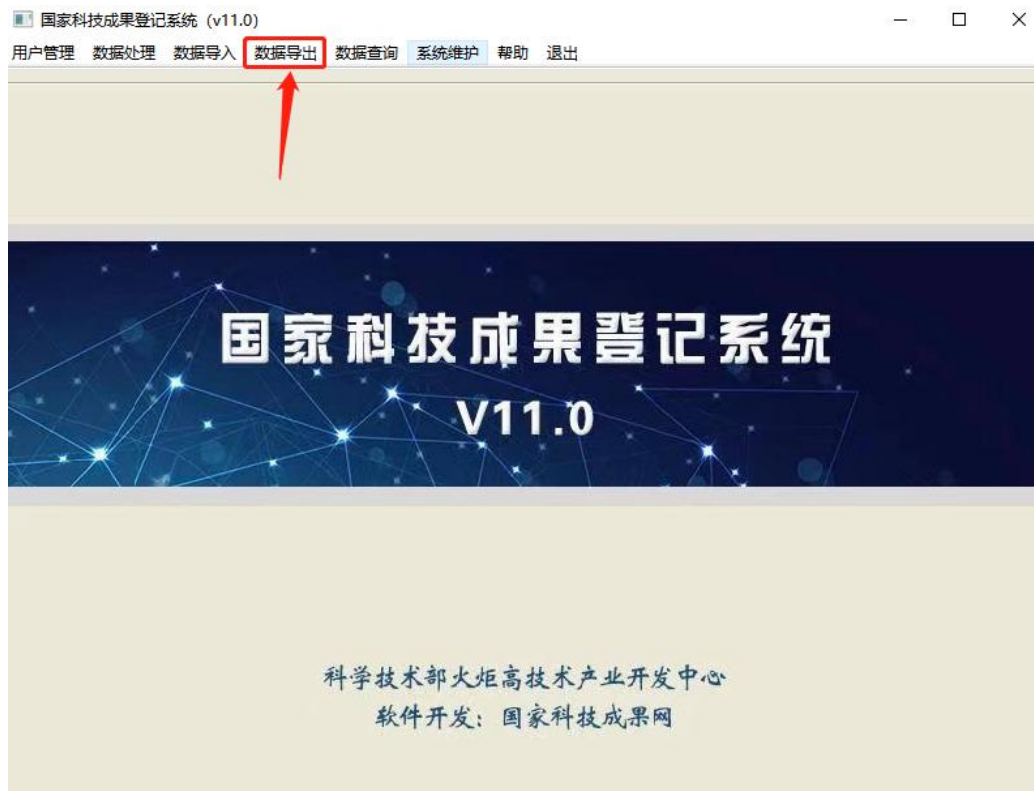 国家科技成果登记系统（v11.0）
用户管理 数据处理 数据导入 数据导出 数据查询 系统维护 帮助 退出
国家科技成果登记系统
V11.0
科学技术部火炬高技术产业开发中心
软件开发：国家科技成果网